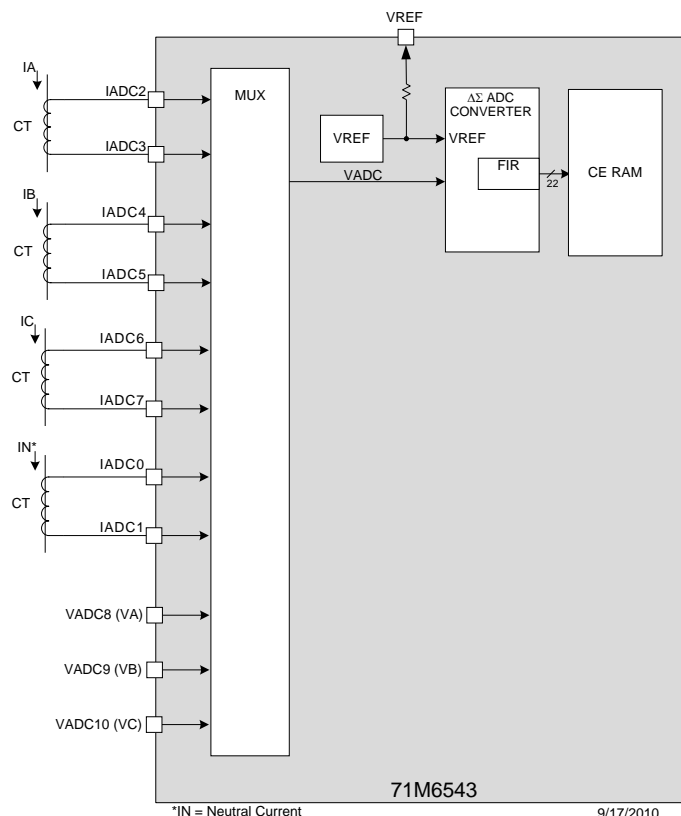 VREF
IA
IADC2
MUX
ΔΣ ADC
CONVERTER
CT
VREF
VREF
IADC3
FIR
CE RAM
VADC
22
IB
IADC4
CT
IADC5
IC
IADC6
CT
IADC7
IN*
IADC0
CT
IADC1
VADC8 (VA)
VADC9 (VB)
VADC10 (VC)
71M6543
*IN = Neutral Current
9/17/2010